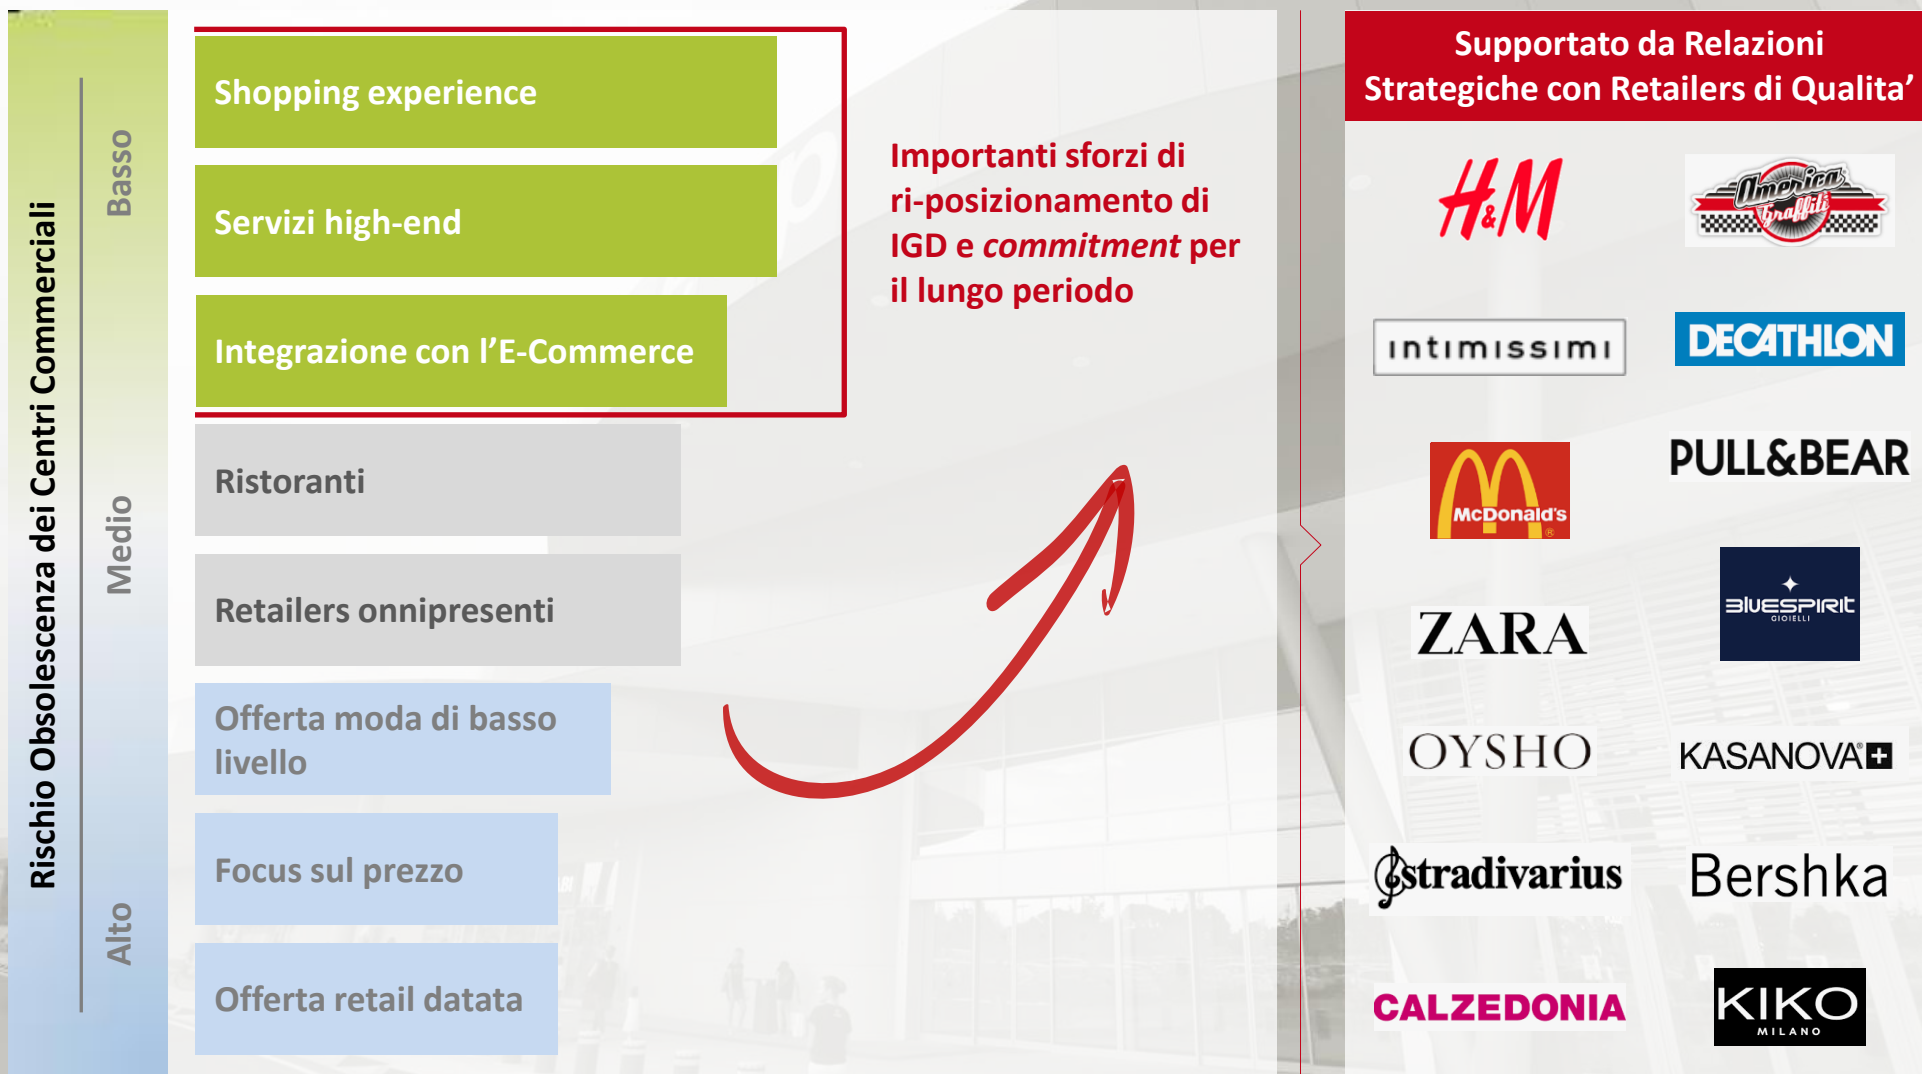 Rischio Obsolescenza dei Centri Commerciali
Basso
Medio
Alto
Shopping experience
Servizi high-end
Integrazione con l’E-Commerce
Ristoranti
Retailers onnipresenti
Offerta moda di basso
livello
Focus sul prezzo
Offerta retail datata
Importanti sforzi di
ri-posizionamento di
IGD e commitment per
il lungo periodo
Supportato da Relazioni
Strategiche con Retailers di Qualita’
H&M
America
Graffiti
ıntımıssımı
DECATHLON
McDonald's
®
PULL&BEAR
ZARA
BLUESPIRIT
GIOIELLI
OYSHO
KASANOVA®+
stradivarius
Bershka
CALZEDONIA
KIKO
MILANO